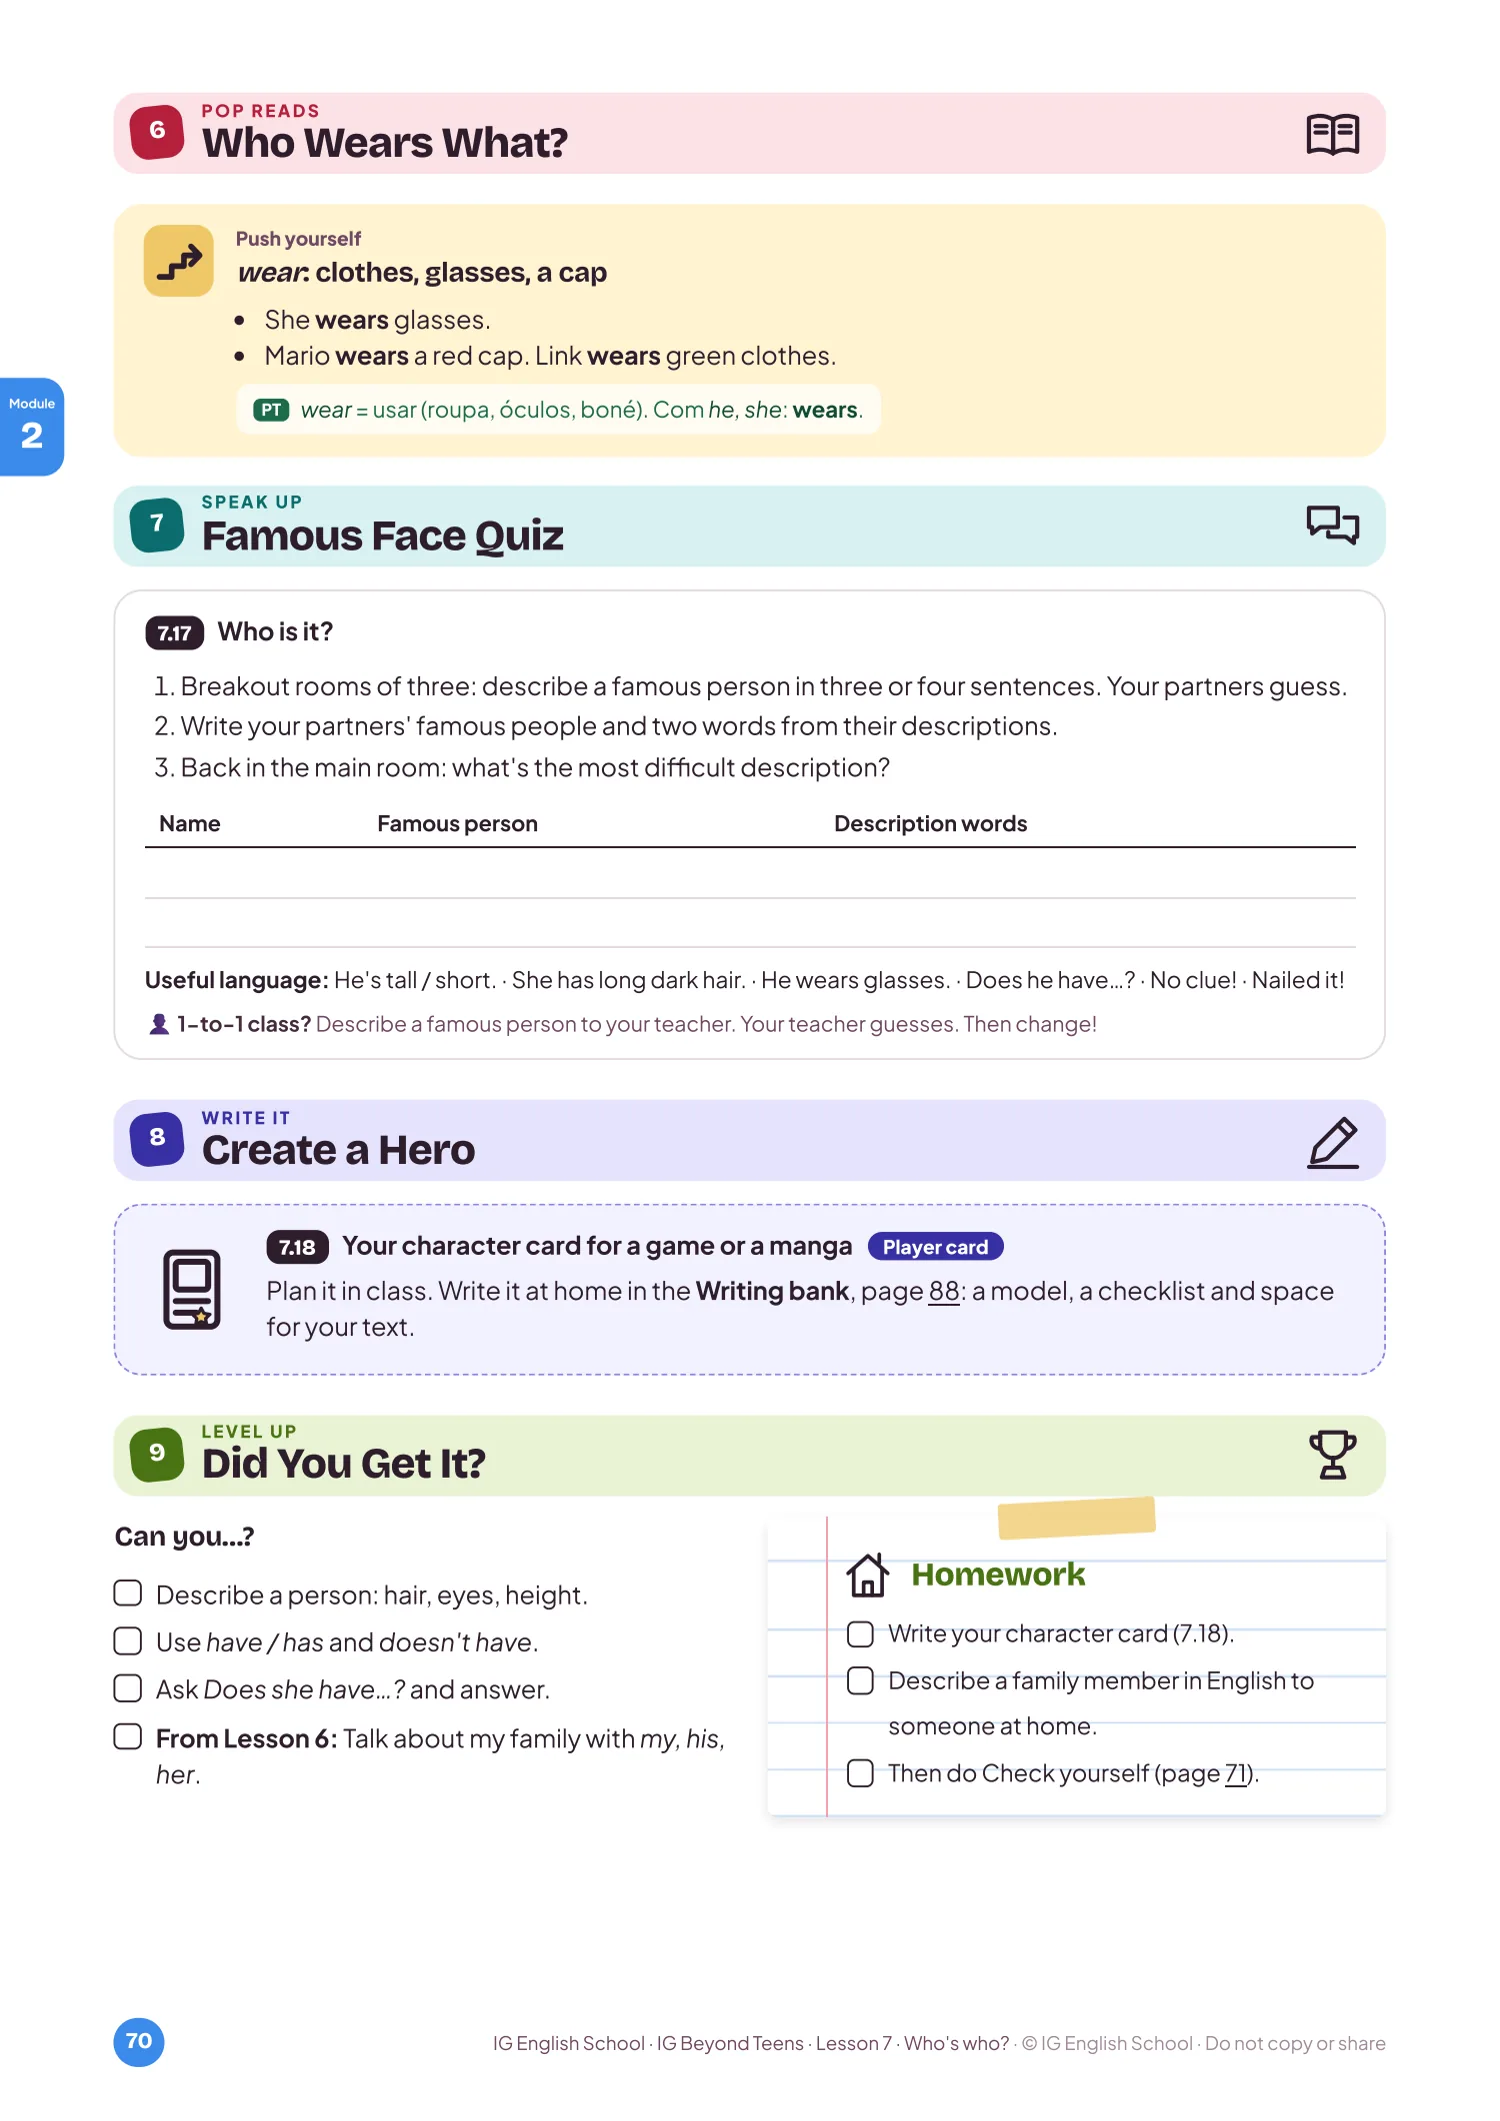 6
POP READS
Who Wears What?
Push yourself
wear: clothes, glasses, a cap
• She wears glasses.
• Mario wears a red cap. Link wears green clothes.
PT wear = usar (roupa, óculos, boné). Com he, she: wears.
Module
2
7
SPEAK UP
Famous Face Quiz
7.17 Who is it?
1. Breakout rooms of three: describe a famous person in three or four sentences. Your partners guess.
2. Write your partners' famous people and two words from their descriptions.
3. Back in the main room: what's the most difficult description?
Name Famous person Description words
Useful language: He's tall / short. · She has long dark hair. · He wears glasses. · Does he have…? · No clue! · Nailed it!
1-to-1 class? Describe a famous person to your teacher. Your teacher guesses. Then change!
8
WRITE IT
Create a Hero
7.18 Your character card for a game or a manga Player card
Plan it in class. Write it at home in the Writing bank, page 88: a model, a checklist and space
for your text.
9
LEVEL UP
Did You Get It?
Can you…?
Describe a person: hair, eyes, height.
Use have / has and doesn't have.
Ask Does she have…? and answer.
From Lesson 6: Talk about my family with my, his,
her.
Homework
Write your character card (7.18).
Describe a family member in English to
someone at home.
Then do Check yourself (page 71).
70
IG English School · IG Beyond Teens · Lesson 7 · Who's who? · © IG English School · Do not copy or share